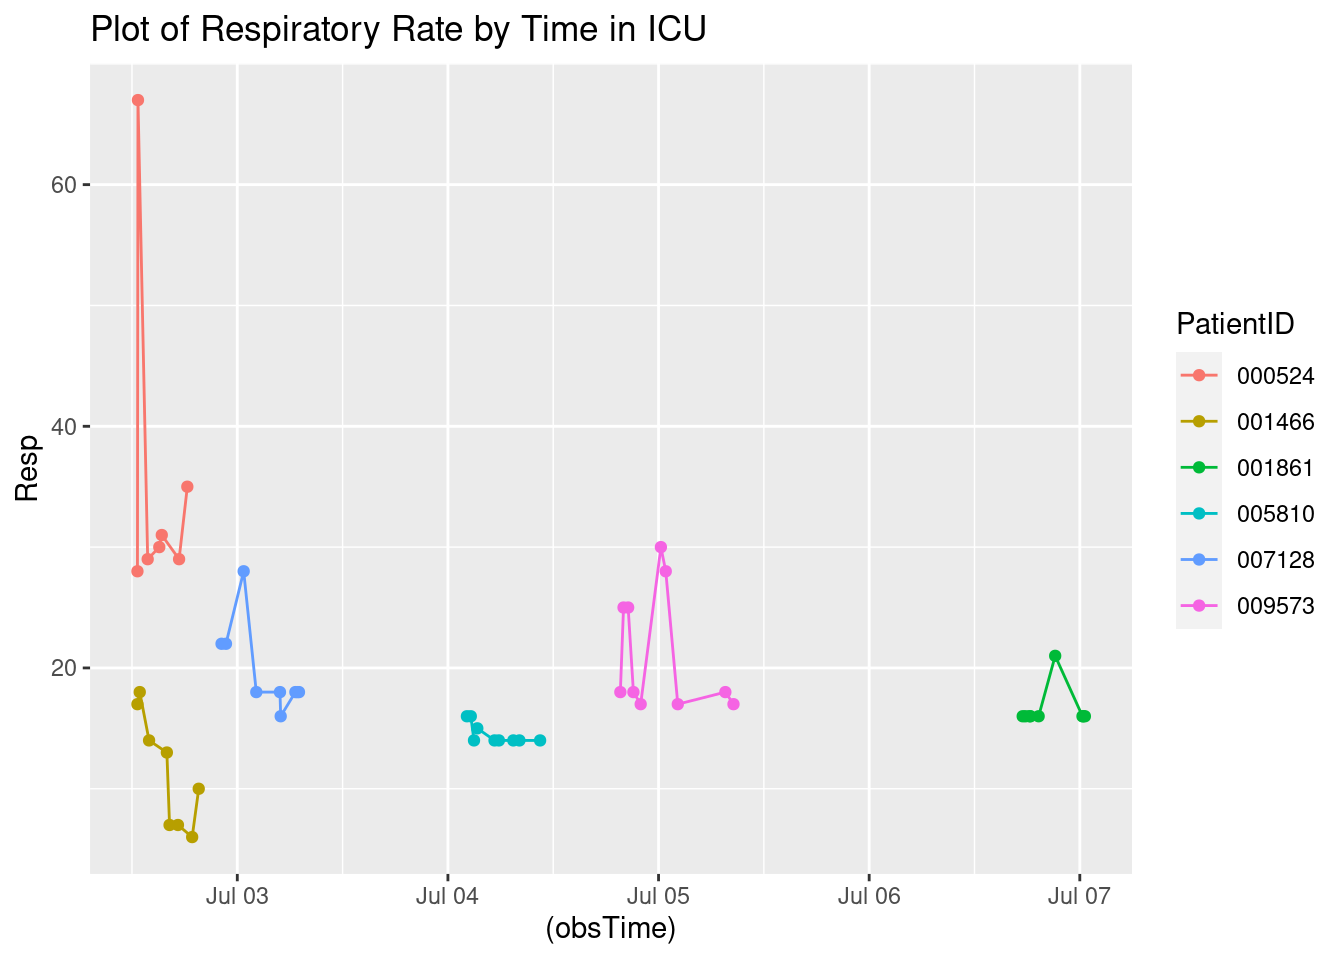 Plot of Respiratory Rate by Time in ICU
60
40
20
Resp
Jul 03
Jul 04
Jul 05
Jul 06
Jul 07
(obsTime)
PatientID
000524
001466
001861
005810
007128
009573